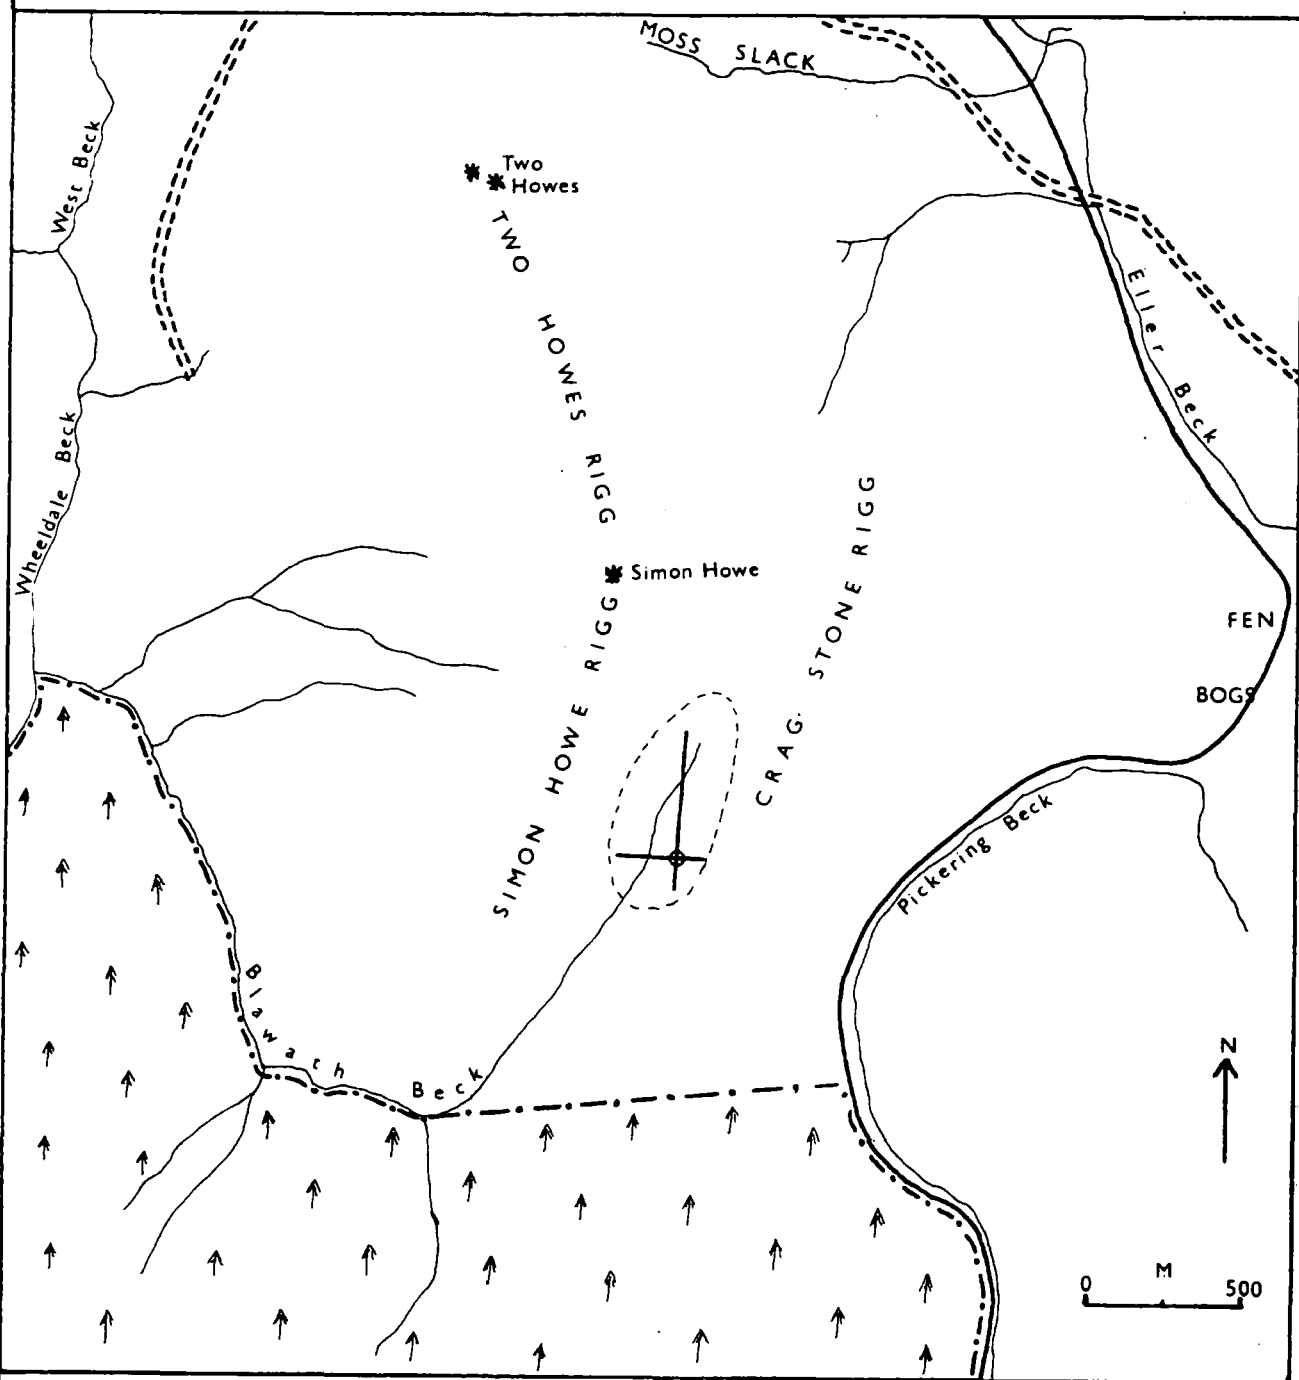 MOSS SLACK
West Beck
Two
Howes
TWO HOWES RIGG
Eller Beck
Wheeldale Beck
CRAG STONE RIGG
Simon Howe
SIMON HOWE RIGG
FEN
BOGS
Pickering Beck
Blawath Beck
N
M
0 500